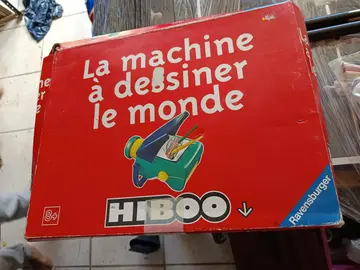 La machine
à dessiner
le monde
HIBOO
8+
Ravensburger